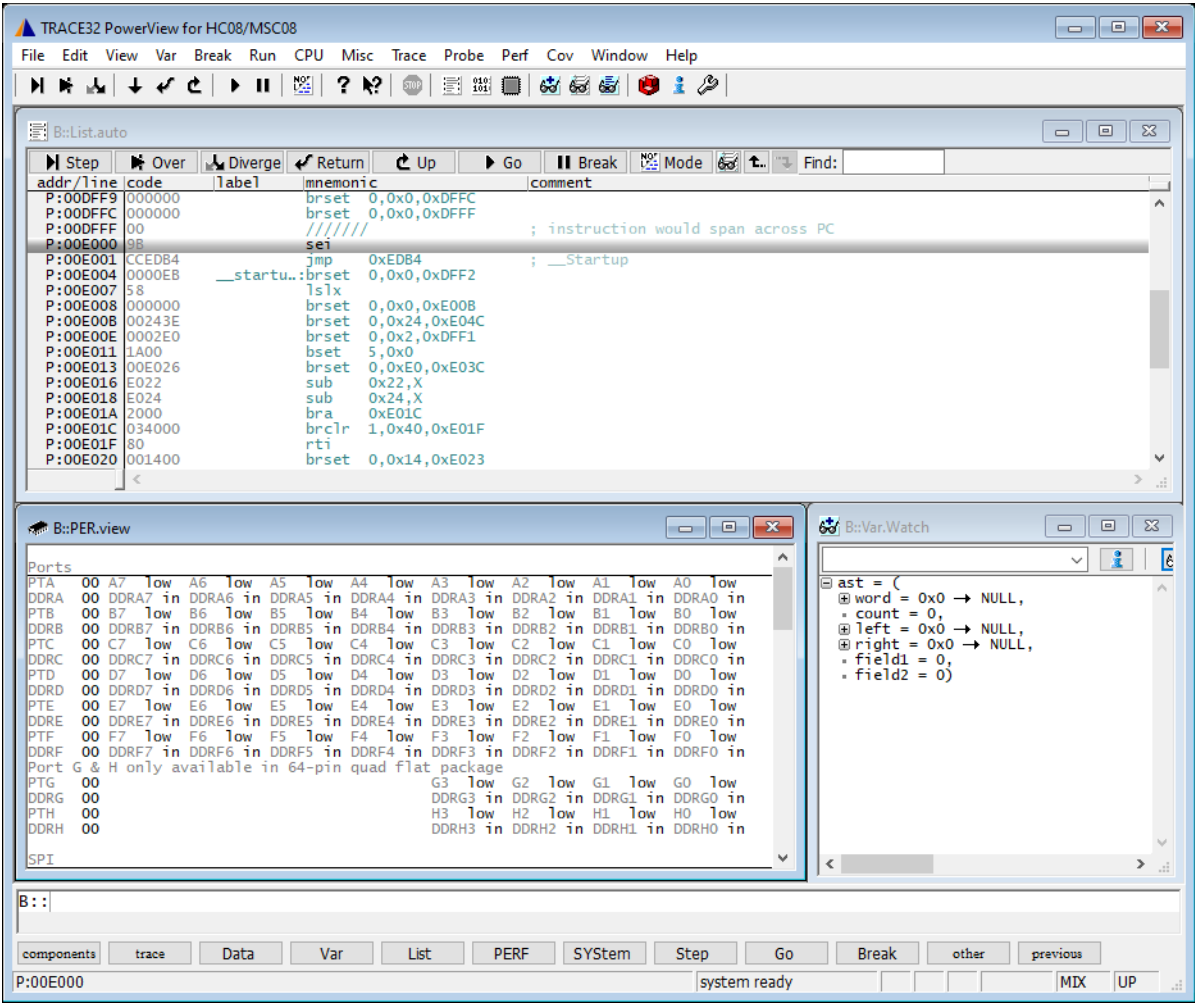 TRACE32 PowerView for HC08/MSC08
File Edit View Var Break Run CPU Misc Trace Probe Perf Cov Window Help
B::List.auto
Step Over Diverge Return Up Go Break Mode t.. Find:
addr/line code label mnemonic comment
P:00DFF9 000000 brset 0,0x0,0xDFFC
P:00DFFC 000000 brset 0,0x0,0xDFFF
P:00DFFF 00 /////// ; instruction would span across PC
P:00E000 9B sei
P:00E001 CCEDB4 jmp 0xEDB4 ; __Startup
P:00E004 0000EB __startu..:brset 0,0x0,0xDFF2
P:00E007 58 lslx
P:00E008 000000 brset 0,0x0,0xE00B
P:00E00B 00243E brset 0,0x24,0xE04C
P:00E00E 0002E0 brset 0,0x2,0xDFF1
P:00E011 1A00 bset 5,0x0
P:00E013 00E026 brset 0,0xE0,0xE03C
P:00E016 E022 sub 0x22,X
P:00E018 E024 sub 0x24,X
P:00E01A 2000 bra 0xE01C
P:00E01C 034000 brclr 1,0x40,0xE01F
P:00E01F 80 rti
P:00E020 001400 brset 0,0x14,0xE023
B::PER.view
Ports
PTA 00 A7 low A6 low A5 low A4 low A3 low A2 low A1 low A0 low
DDRA 00 DDRA7 in DDRA6 in DDRA5 in DDRA4 in DDRA3 in DDRA2 in DDRA1 in DDRA0 in
PTB 00 B7 low B6 low B5 low B4 low B3 low B2 low B1 low B0 low
DDRB 00 DDRB7 in DDRB6 in DDRB5 in DDRB4 in DDRB3 in DDRB2 in DDRB1 in DDRB0 in
PTC 00 C7 low C6 low C5 low C4 low C3 low C2 low C1 low C0 low
DDRC 00 DDRC7 in DDRC6 in DDRC5 in DDRC4 in DDRC3 in DDRC2 in DDRC1 in DDRC0 in
PTD 00 D7 low D6 low D5 low D4 low D3 low D2 low D1 low D0 low
DDRD 00 DDRD7 in DDRD6 in DDRD5 in DDRD4 in DDRD3 in DDRD2 in DDRD1 in DDRD0 in
PTE 00 E7 low E6 low E5 low E4 low E3 low E2 low E1 low E0 low
DDRE 00 DDRE7 in DDRE6 in DDRE5 in DDRE4 in DDRE3 in DDRE2 in DDRE1 in DDRE0 in
PTF 00 F7 low F6 low F5 low F4 low F3 low F2 low F1 low F0 low
DDRF 00 DDRF7 in DDRF6 in DDRF5 in DDRF4 in DDRF3 in DDRF2 in DDRF1 in DDRF0 in
Port G & H only available in 64-pin quad flat package
PTG 00 G3 low G2 low G1 low G0 low
DDRG 00 DDRG3 in DDRG2 in DDRG1 in DDRG0 in
PTH 00 H3 low H2 low H1 low H0 low
DDRH 00 DDRH3 in DDRH2 in DDRH1 in DDRH0 in
SPI
B::Var.Watch
ast = (
word = 0x0 → NULL,
count = 0,
left = 0x0 → NULL,
right = 0x0 → NULL,
field1 = 0,
field2 = 0)
B::
components trace Data Var List PERF SYStem Step Go Break other previous
P:00E000 system ready MIX UP